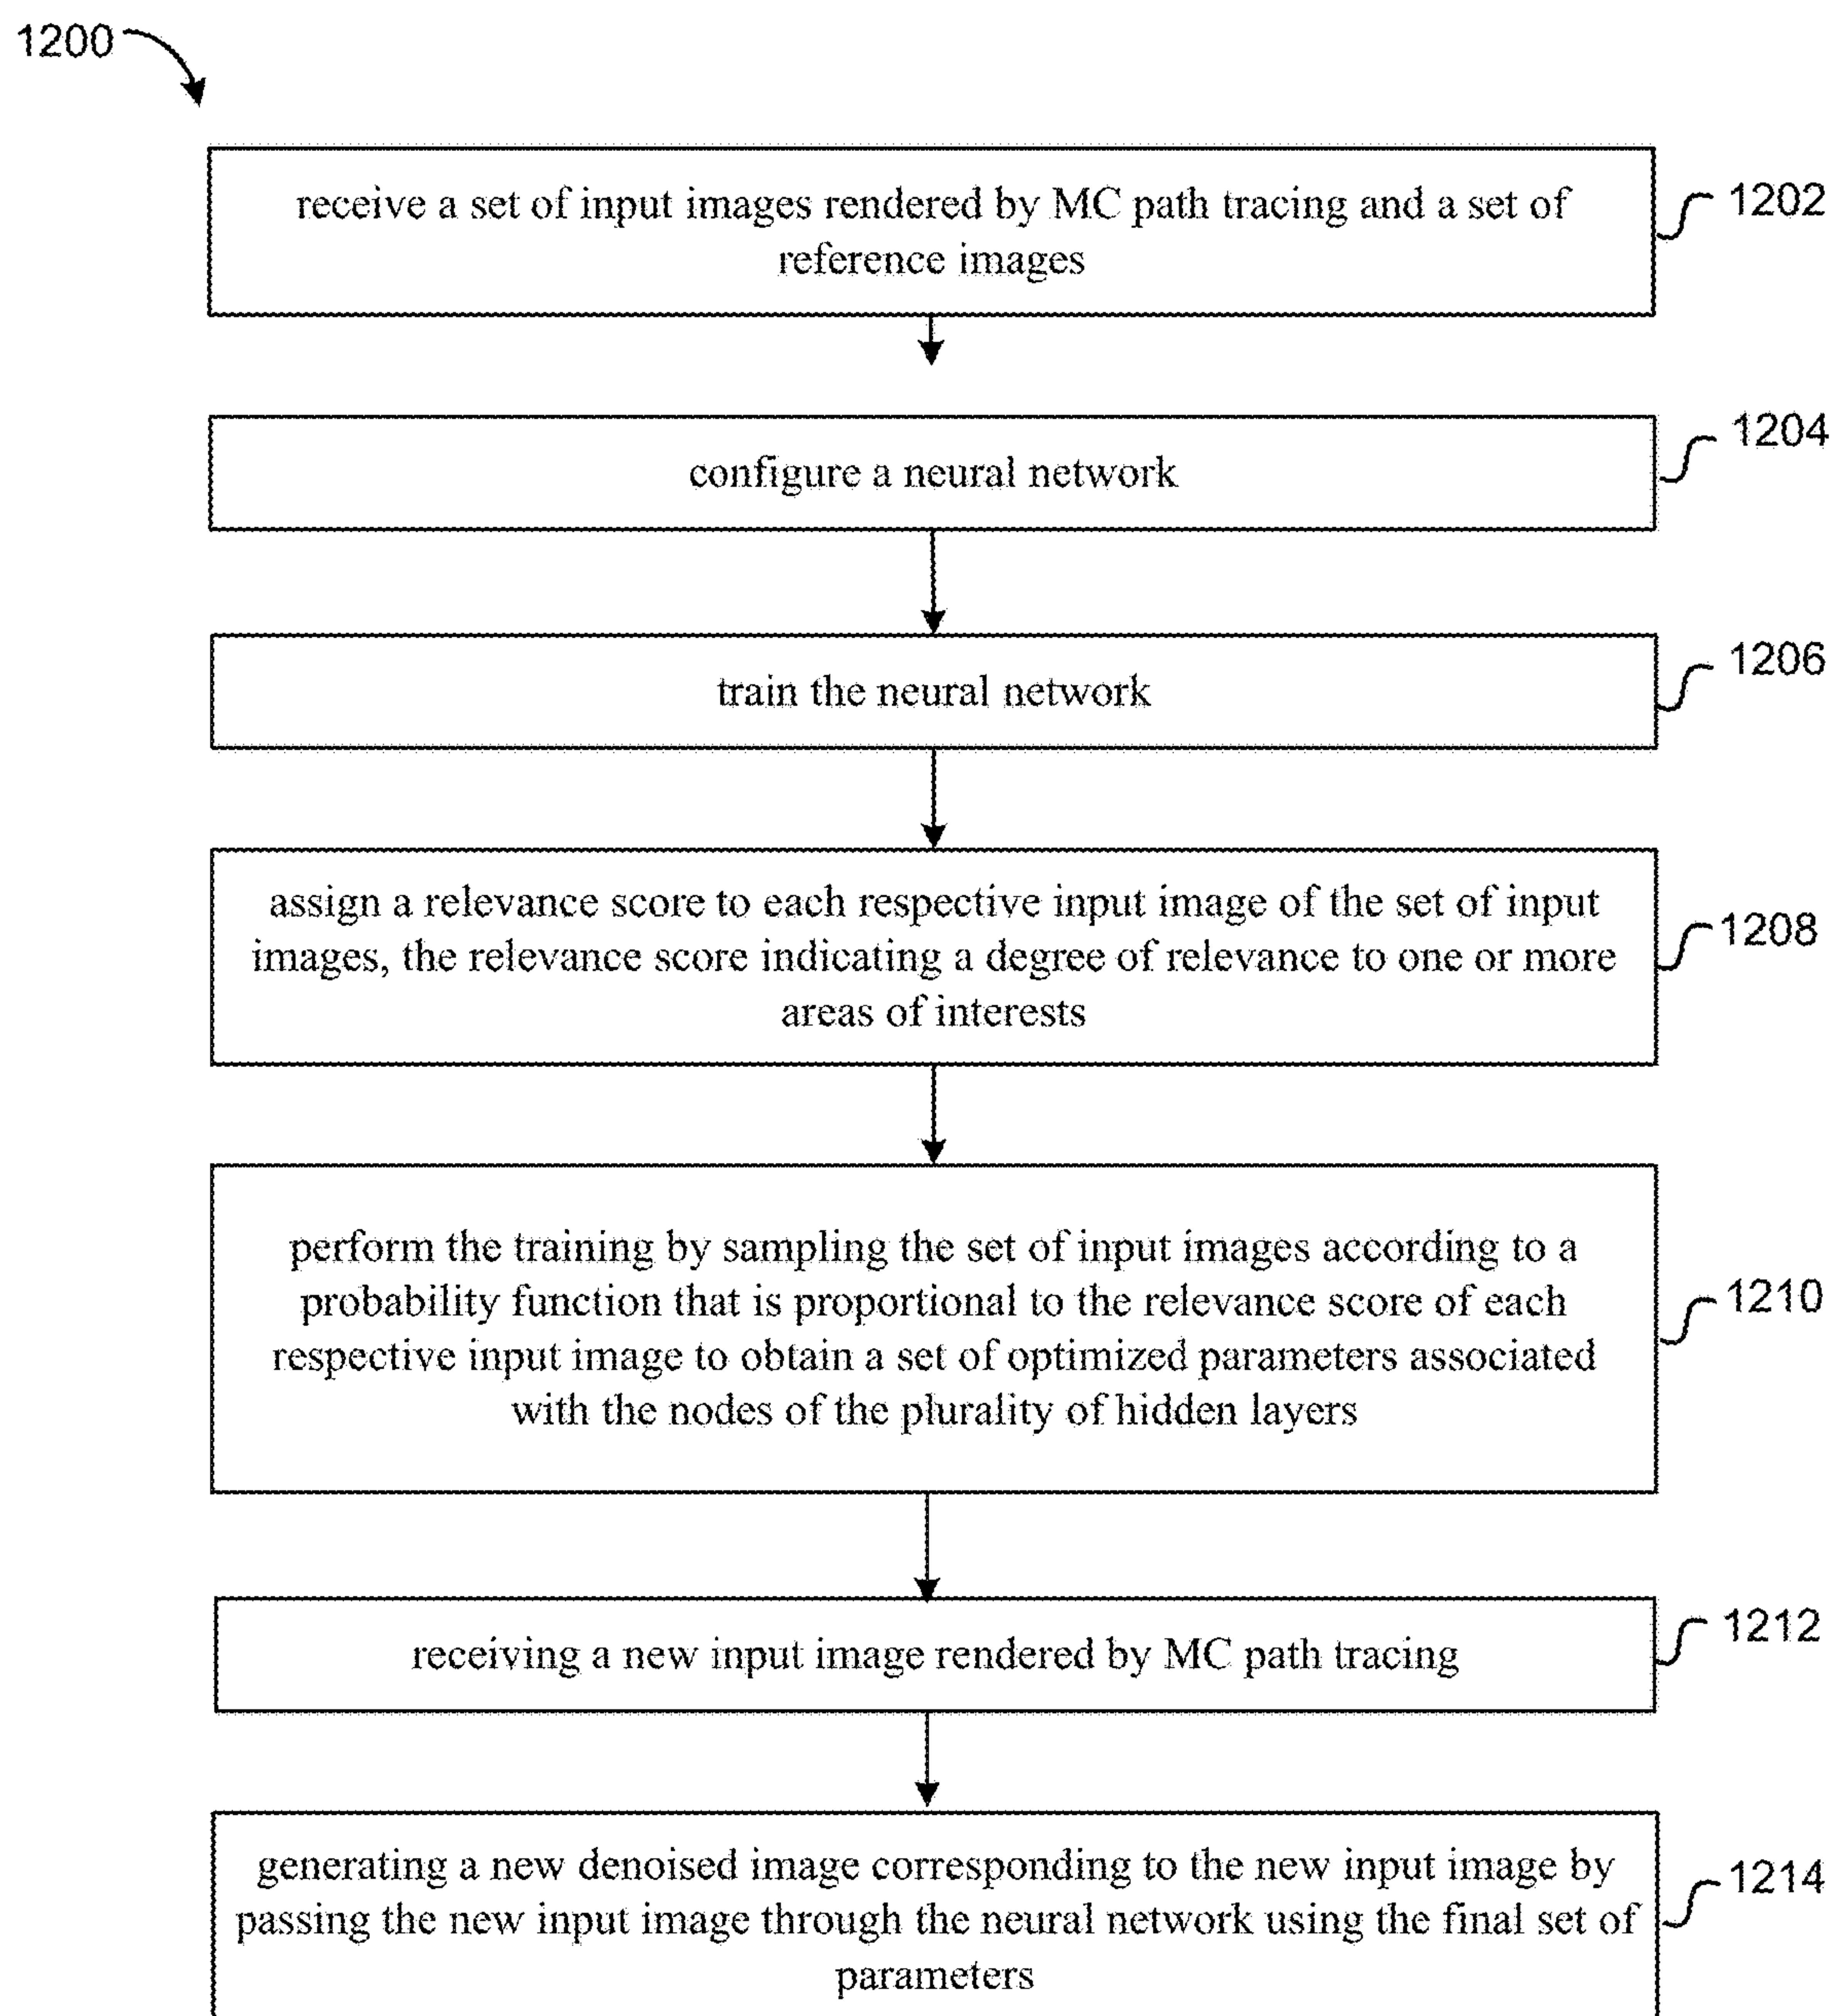 1200
receive a set of input images rendered by MC path tracing and a set of
reference images
1202
configure a neural network
1204
train the neural network
1206
assign a relevance score to each respective input image of the set of input
images, the relevance score indicating a degree of relevance to one or more
areas of interests
1208
perform the training by sampling the set of input images according to a
probability function that is proportional to the relevance score of each
respective input image to obtain a set of optimized parameters associated
with the nodes of the plurality of hidden layers
1210
receiving a new input image rendered by MC path tracing
1212
generating a new denoised image corresponding to the new input image by
passing the new input image through the neural network using the final set of
parameters
1214